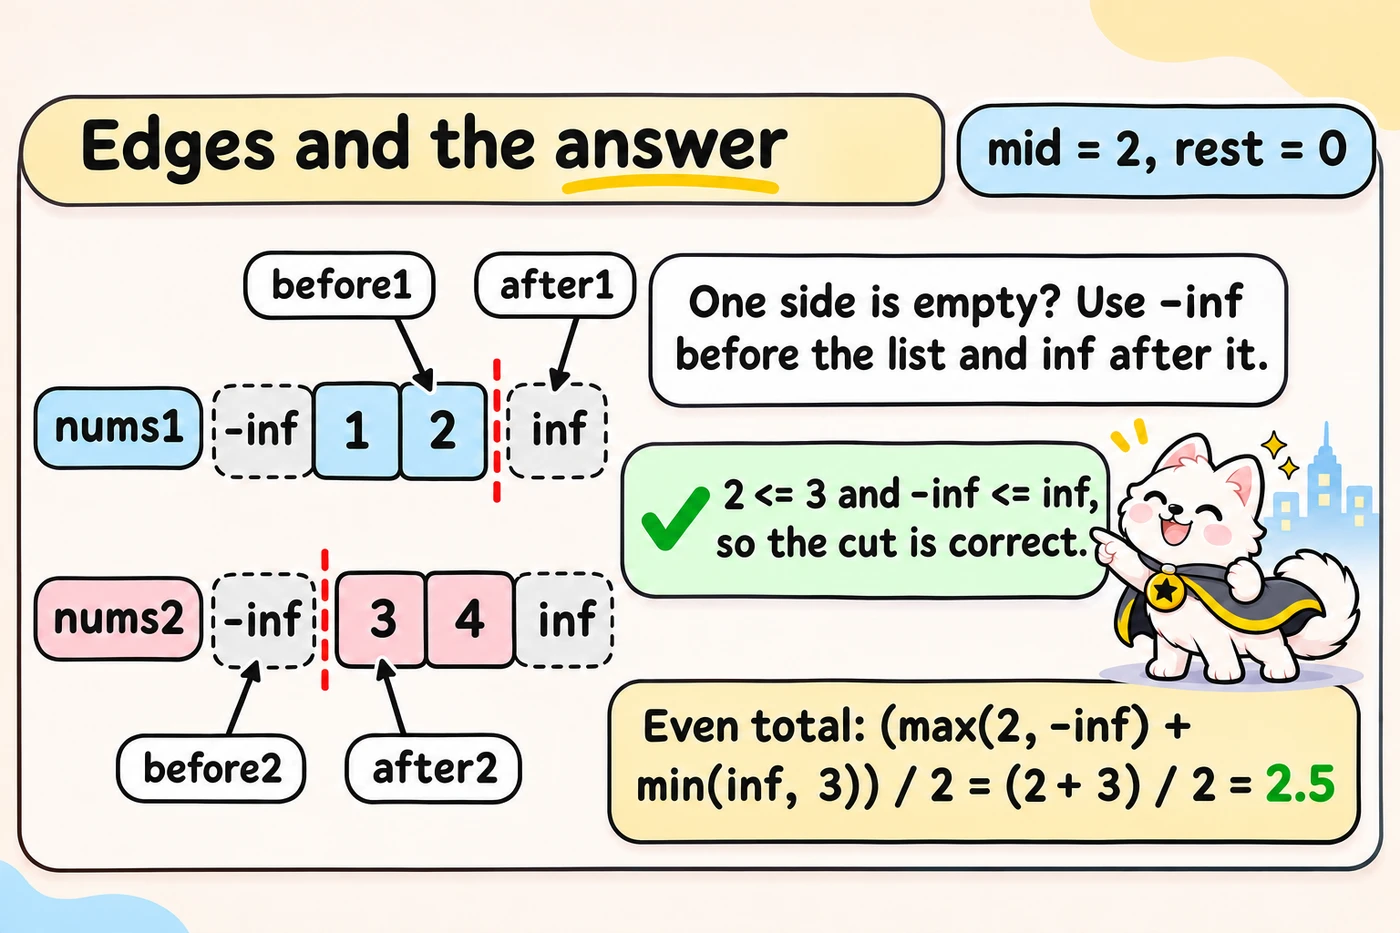 Edges and the answer
mid = 2, rest = 0
before1
after1
One side is empty? Use -inf
before the list and inf after it.
nums1
-inf
1
2
inf
2 <= 3 and -inf <= inf,
so the cut is correct.
nums2
-inf
3
4
inf
before2
after2
Even total: (max(2, -inf) +
min(inf, 3)) / 2 = (2 + 3) / 2 = 2.5